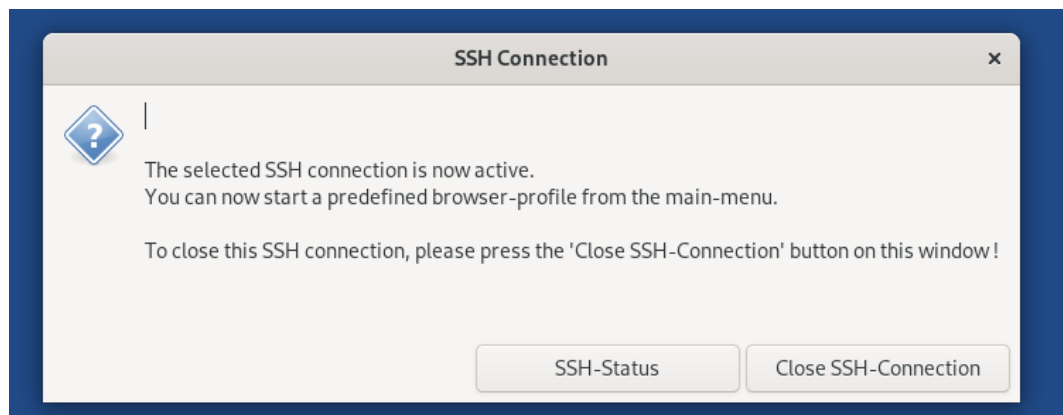 SSH Connection
The selected SSH connection is now active.
You can now start a predefined browser-profile from the main-menu.
To close this SSH connection, please press the 'Close SSH-Connection' button on this window !
SSH-Status
Close SSH-Connection